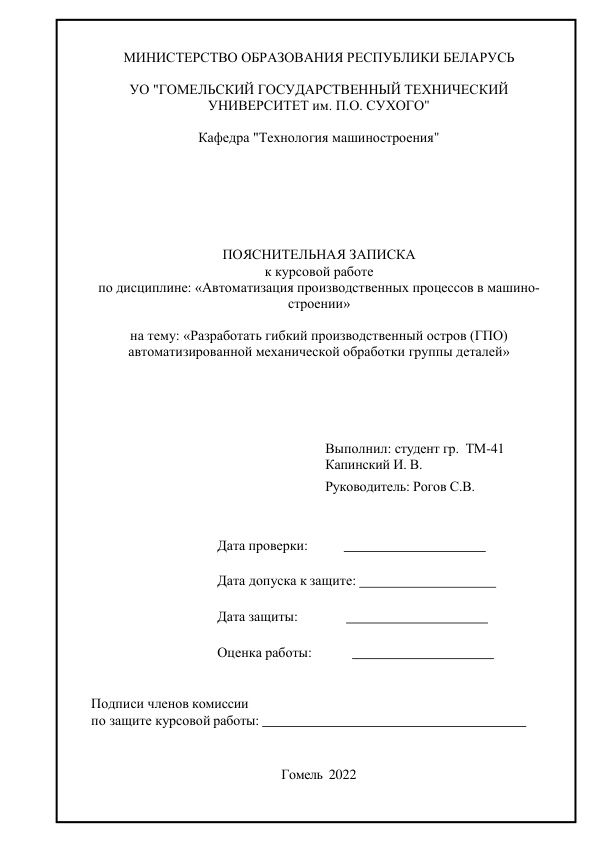 МИНИСТЕРСТВО ОБРАЗОВАНИЯ РЕСПУБЛИКИ БЕЛАРУСЬ
УО "ГОМЕЛЬСКИЙ ГОСУДАРСТВЕННЫЙ ТЕХНИЧЕСКИЙ
УНИВЕРСИТЕТ им. П.О. СУХОГО"
Кафедра "Технология машиностроения"
ПОЯСНИТЕЛЬНАЯ ЗАПИСКА
к курсовой работе
по дисциплине: «Автоматизация производственных процессов в машино-
строении»
на тему: «Разработать гибкий производственный остров (ГПО)
автоматизированной механической обработки группы деталей»
Выполнил: студент гр. ТМ-41
Капинский И. В.
Руководитель: Рогов С.В.
Дата проверки: ____________________
Дата допуска к защите: ____________________
Дата защиты: ____________________
Оценка работы: ____________________
Подписи членов комиссии
по защите курсовой работы: ______________________________________
Гомель 2022